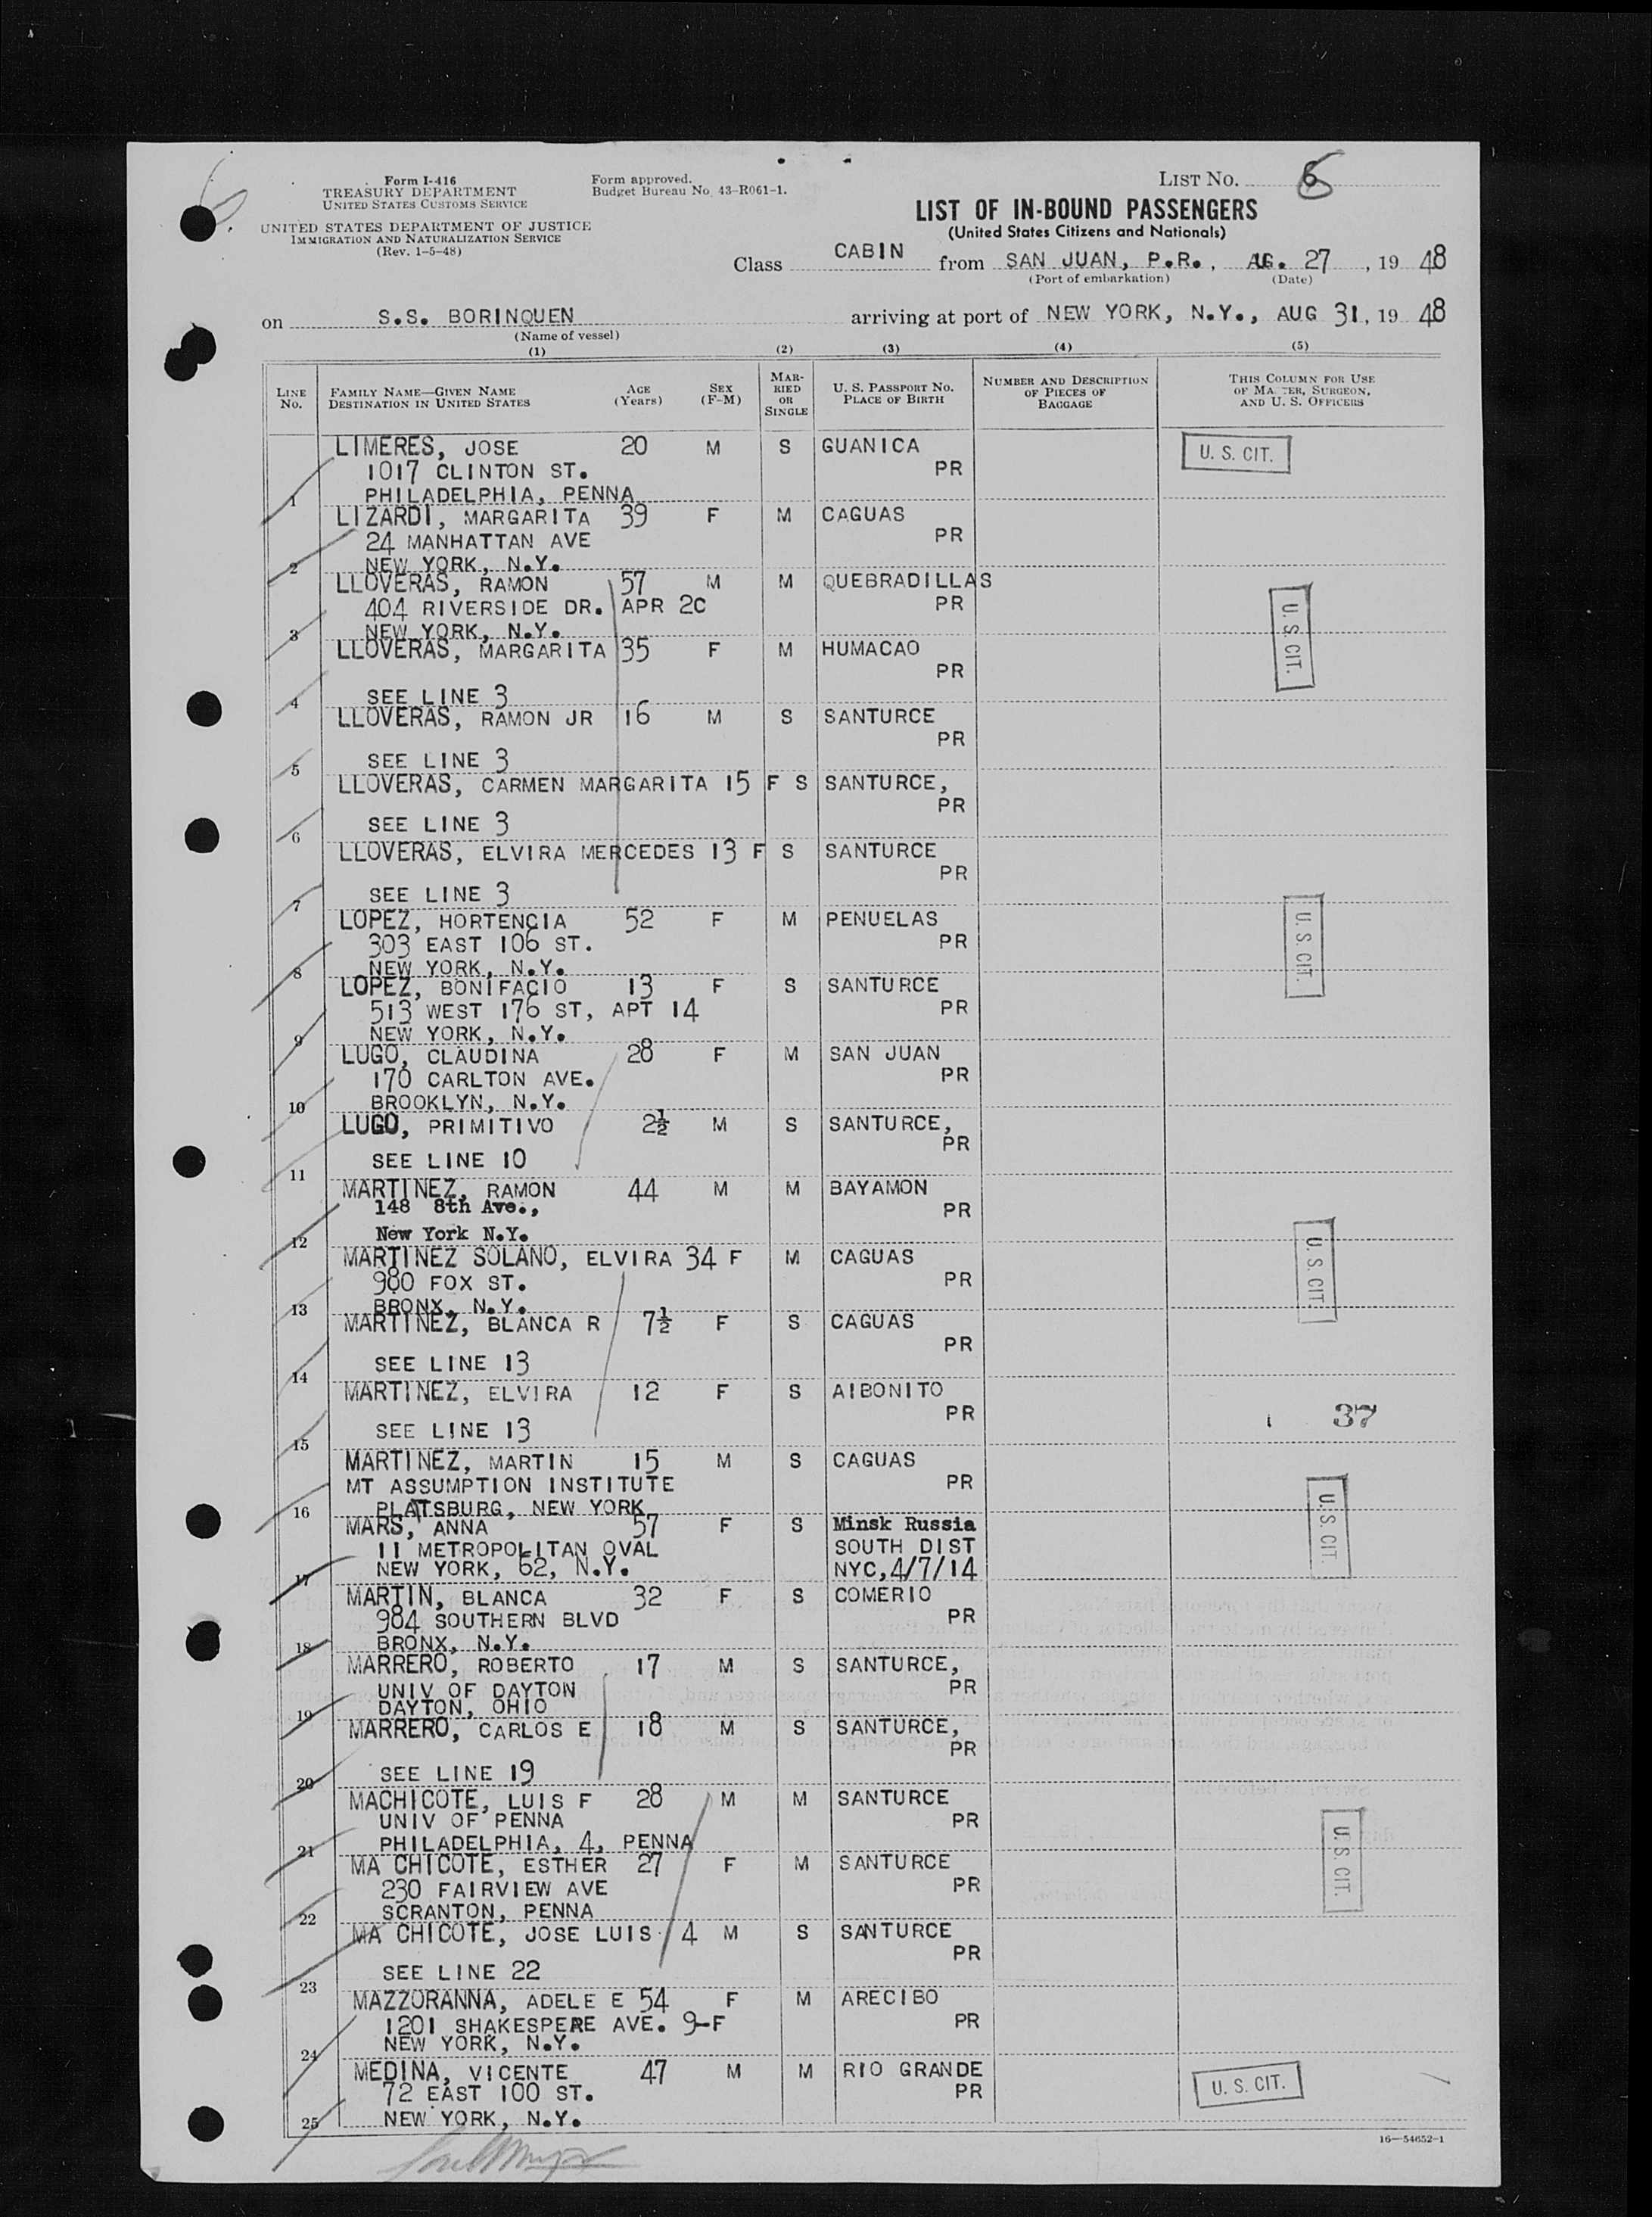 Form I-416
TREASURY DEPARTMENT
UNITED STATES CUSTOMS SERVICE
UNITED STATES DEPARTMENT OF JUSTICE
IMMIGRATION AND NATURALIZATION SERVICE
(Rev. 1-5-48)
Form approved.
Budget Bureau No. 43-R061-1.
LIST NO. 6
LIST OF IN-BOUND PASSENGERS
(United States Citizens and Nationals)
Class CABIN from SAN JUAN, P.R., AUG. 27, 19 48
(Port of embarkation) (Date)
on S.S. BORINQUEN arriving at port of NEW YORK, N.Y., AUG 31, 19 48
(Name of vessel)
(1) (2) (3) (4) (5)
LINE NO. FAMILY NAME—GIVEN NAME DESTINATION IN UNITED STATES AGE (Years) SEX (F-M) MARRIED OR SINGLE U. S. PASSPORT NO. PLACE OF BIRTH NUMBER AND DESCRIPTION OF PIECES OF BAGGAGE THIS COLUMN FOR USE OF MASTER, SURGEON, AND U. S. OFFICERS
LIMERES, JOSE 20 M S GUANICA U. S. CIT.
1017 CLINTON ST. PR
1 PHILADELPHIA, PENNA
LIZARDI, MARGARITA 39 F M CAGUAS
24 MANHATTAN AVE PR
2 NEW YORK, N.Y.
LLOVERAS, RAMON 57 M M QUEBRADILLAS
404 RIVERSIDE DR. APR 2C PR
3 NEW YORK, N.Y. U. S. CIT.
LLOVERAS, MARGARITA 35 F M HUMACAO
PR
4 SEE LINE 3
LLOVERAS, RAMON JR 16 M S SANTURCE
PR
5 SEE LINE 3
LLOVERAS, CARMEN MARGARITA 15 F S SANTURCE,
PR
6 SEE LINE 3
LLOVERAS, ELVIRA MERCEDES 13 F S SANTURCE
PR
7 SEE LINE 3
LOPEZ, HORTENCIA 52 F M PENUELAS
303 EAST 106 ST. PR U. S. CIT.
8 NEW YORK, N.Y.
LOPEZ, BONIFACIO 13 F S SANTURCE
513 WEST 176 ST, APT 14 PR
9 NEW YORK, N.Y.
LUGO, CLAUDINA 28 F M SAN JUAN
170 CARLTON AVE. PR
10 BROOKLYN, N.Y.
LUGO, PRIMITIVO 2½ M S SANTURCE,
PR
11 SEE LINE 10
MARTINEZ, RAMON 44 M M BAYAMON
148 8th Ave., PR
12 New York N.Y.
MARTINEZ SOLANO, ELVIRA 34 F M CAGUAS U. S. CIT.
980 FOX ST. PR
13 BRONX, N.Y.
MARTINEZ, BLANCA R 7½ F S CAGUAS
PR
14 SEE LINE 13
MARTINEZ, ELVIRA 12 F S AIBONITO
PR 37
15 SEE LINE 13
MARTINEZ, MARTIN 15 M S CAGUAS
MT ASSUMPTION INSTITUTE PR
16 PLATSBURG, NEW YORK
MARS, ANNA 57 F S Minsk Russia U. S. CIT.
11 METROPOLITAN OVAL SOUTH DIST
17 NEW YORK, 62, N.Y. NYC, 4/7/14
MARTIN, BLANCA 32 F S COMERIO
984 SOUTHERN BLVD PR
18 BRONX, N.Y.
MARRERO, ROBERTO 17 M S SANTURCE,
UNIV OF DAYTON PR
19 DAYTON, OHIO
MARRERO, CARLOS E 18 M S SANTURCE,
PR
20 SEE LINE 19
MACHICOTE, LUIS F 28 M M SANTURCE
UNIV OF PENNA PR
21 PHILADELPHIA, 4, PENNA
MA CHICOTE, ESTHER 27 F M SANTURCE U. S. CIT.
230 FAIRVIEW AVE PR
22 SCRANTON, PENNA
MA CHICOTE, JOSE LUIS 4 M S SANTURCE
PR
23 SEE LINE 22
MAZZORANNA, ADELE E 54 F M ARECIBO
1201 SHAKESPERE AVE. 9-F PR
24 NEW YORK, N.Y.
MEDINA, VICENTE 47 M M RIO GRANDE
72 EAST 100 ST. PR U. S. CIT.
25 NEW YORK, N.Y.
16—54652-1